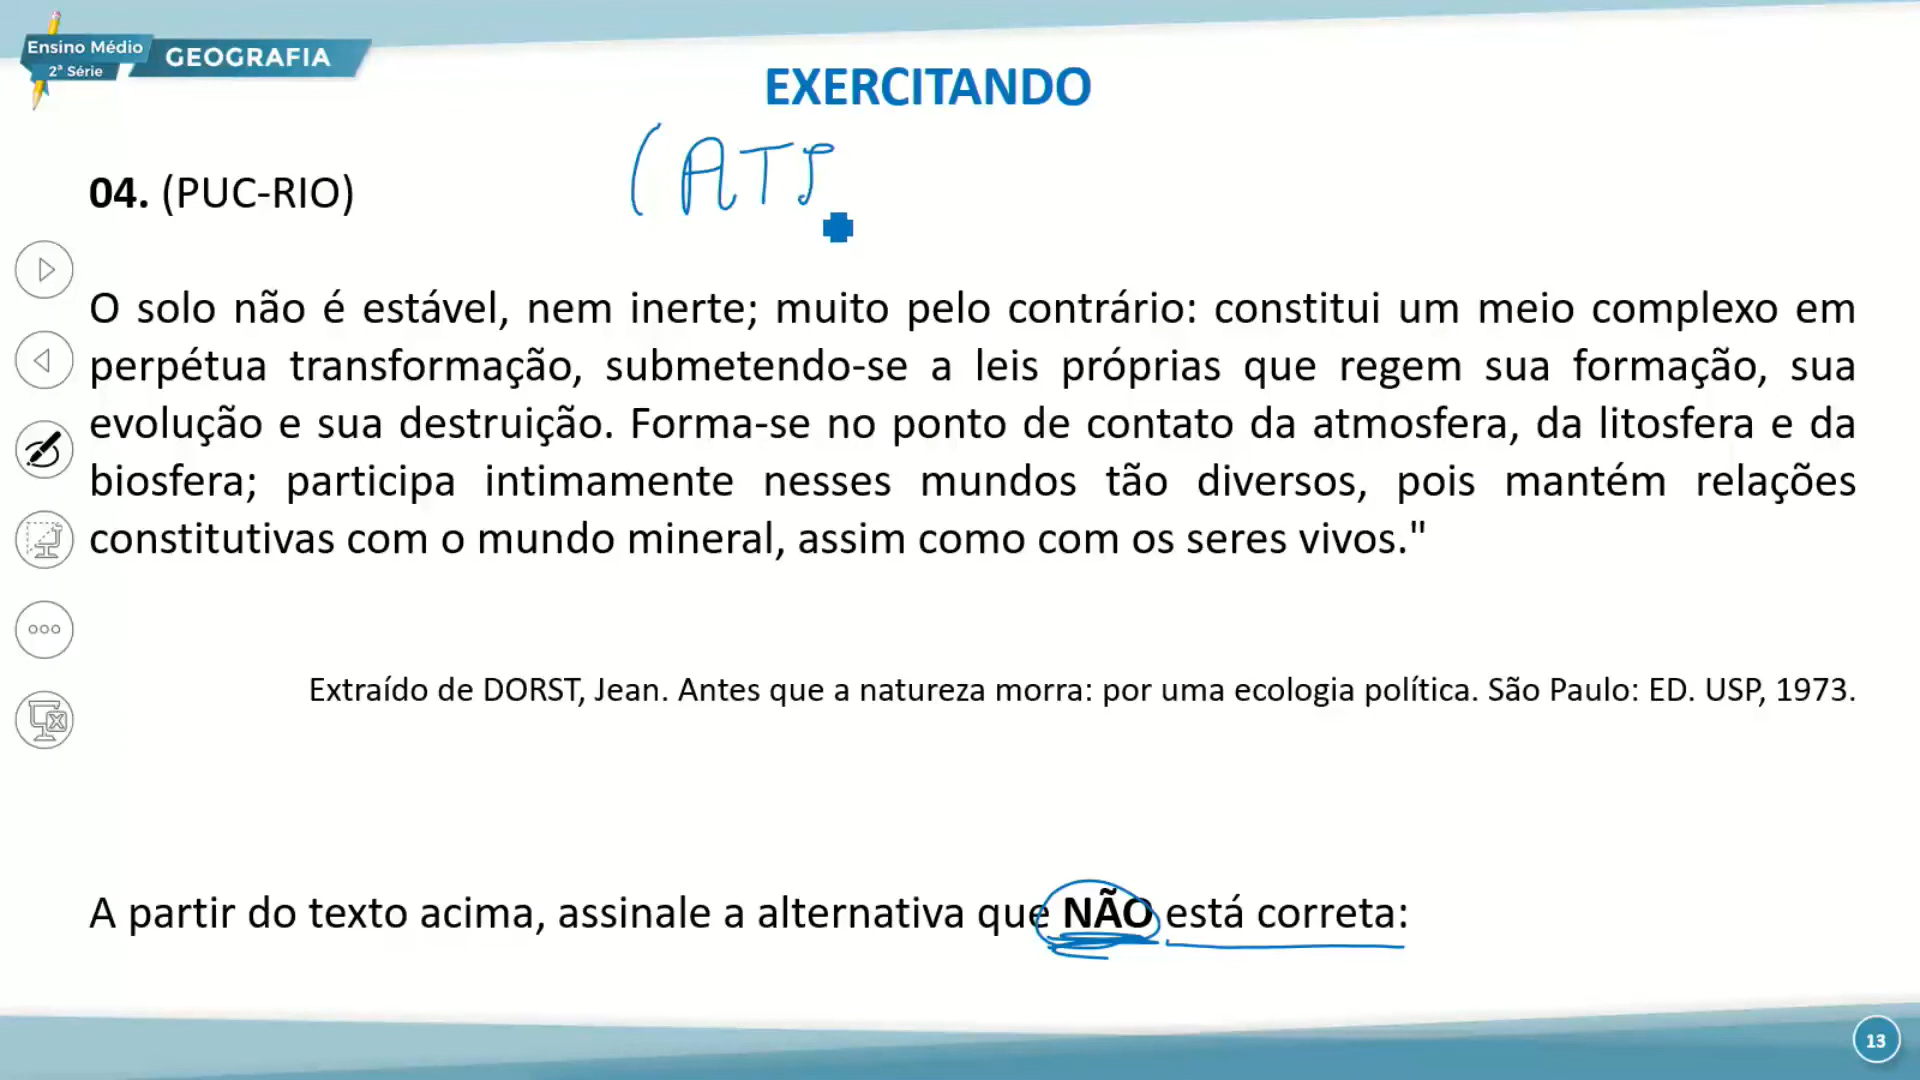 Ensino Médio
2ª Série
GEOGRAFIA
EXERCITANDO
04. (PUC-RIO)
O solo não é estável, nem inerte; muito pelo contrário: constitui um meio complexo em
perpétua transformação, submetendo-se a leis próprias que regem sua formação, sua
evolução e sua destruição. Forma-se no ponto de contato da atmosfera, da litosfera e da
biosfera; participa intimamente nesses mundos tão diversos, pois mantém relações
constitutivas com o mundo mineral, assim como com os seres vivos."
Extraído de DORST, Jean. Antes que a natureza morra: por uma ecologia política. São Paulo: ED. USP, 1973.
A partir do texto acima, assinale a alternativa que NÃO está correta:
13